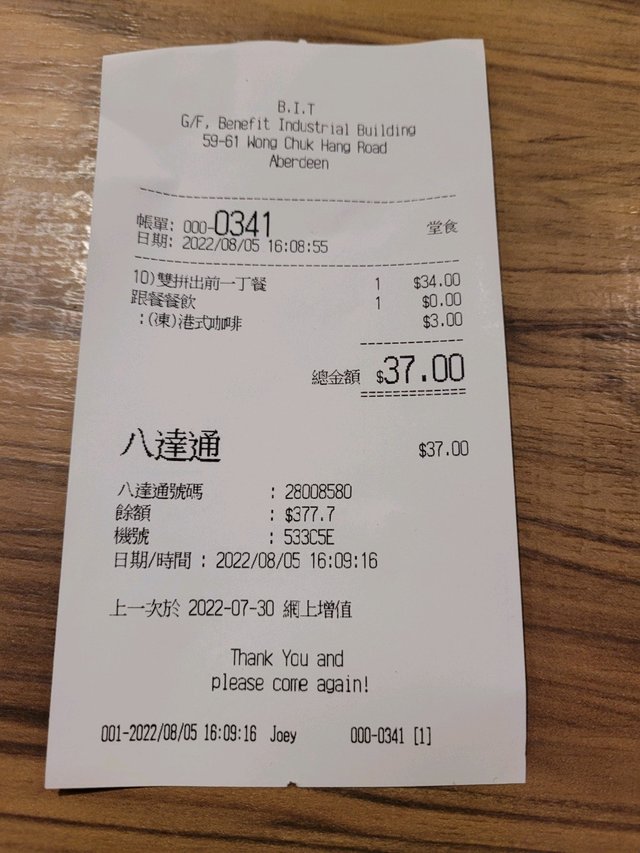 B.I.T
G/F, Benefit Industrial Building
59-61 Wong Chuk Hang Road
Aberdeen
帳單: 000-0341 堂食
日期: 2022/08/05 16:08:55
10)雙拼出前一丁餐 1 $34.00
跟餐餐飲 1 $0.00
:(凍)港式咖啡 $3.00
總金額 $37.00
八達通 $37.00
八達通號碼 : 28008580
餘額 : $377.7
機號 : 533C5E
日期/時間 : 2022/08/05 16:09:16
上一次於 2022-07-30 網上增值
Thank You and
please come again!
001-2022/08/05 16:09:16 Joey 000-0341 [1]